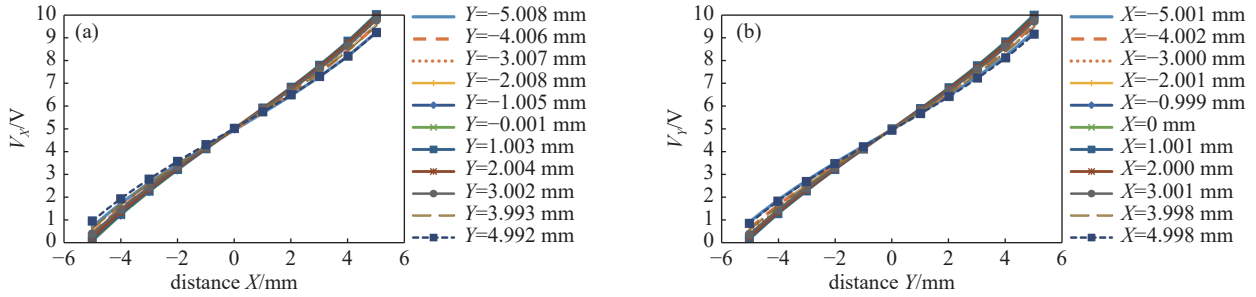 (a)
V_X/V
10
9
8
7
6
5
4
3
2
1
0
−6 −4 −2 0 2 4 6
distance X/mm
Y=−5.008 mm
Y=−4.006 mm
Y=−3.007 mm
Y=−2.008 mm
Y=−1.005 mm
Y=−0.001 mm
Y=1.003 mm
Y=2.004 mm
Y=3.002 mm
Y=3.993 mm
Y=4.992 mm
(b)
V_Y/V
10
9
8
7
6
5
4
3
2
1
0
−6 −4 −2 0 2 4 6
distance Y/mm
X=−5.001 mm
X=−4.002 mm
X=−3.000 mm
X=−2.001 mm
X=−0.999 mm
X=0 mm
X=1.001 mm
X=2.000 mm
X=3.001 mm
X=3.998 mm
X=4.998 mm